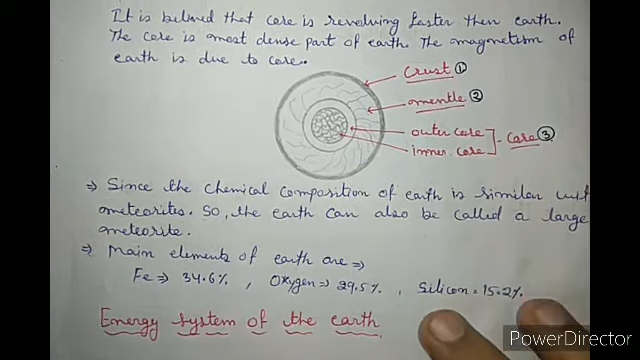 It is belived that core is revolving faster then earth.
The core is most dense part of earth. The magnetism of
earth is due to core.
Crust ①
mentle ②
outer core
inner core
core ③
⇒ Since the chemical composition of earth is similar with
meteorites. So, the earth can also be called a large
meteorite.
⇒ Main elements of earth are ⇒
Fe ⇒ 34.6%, Oxygen ⇒ 29.5%, Silicon = 15.2%.
Energy system of the earth.
PowerDirector